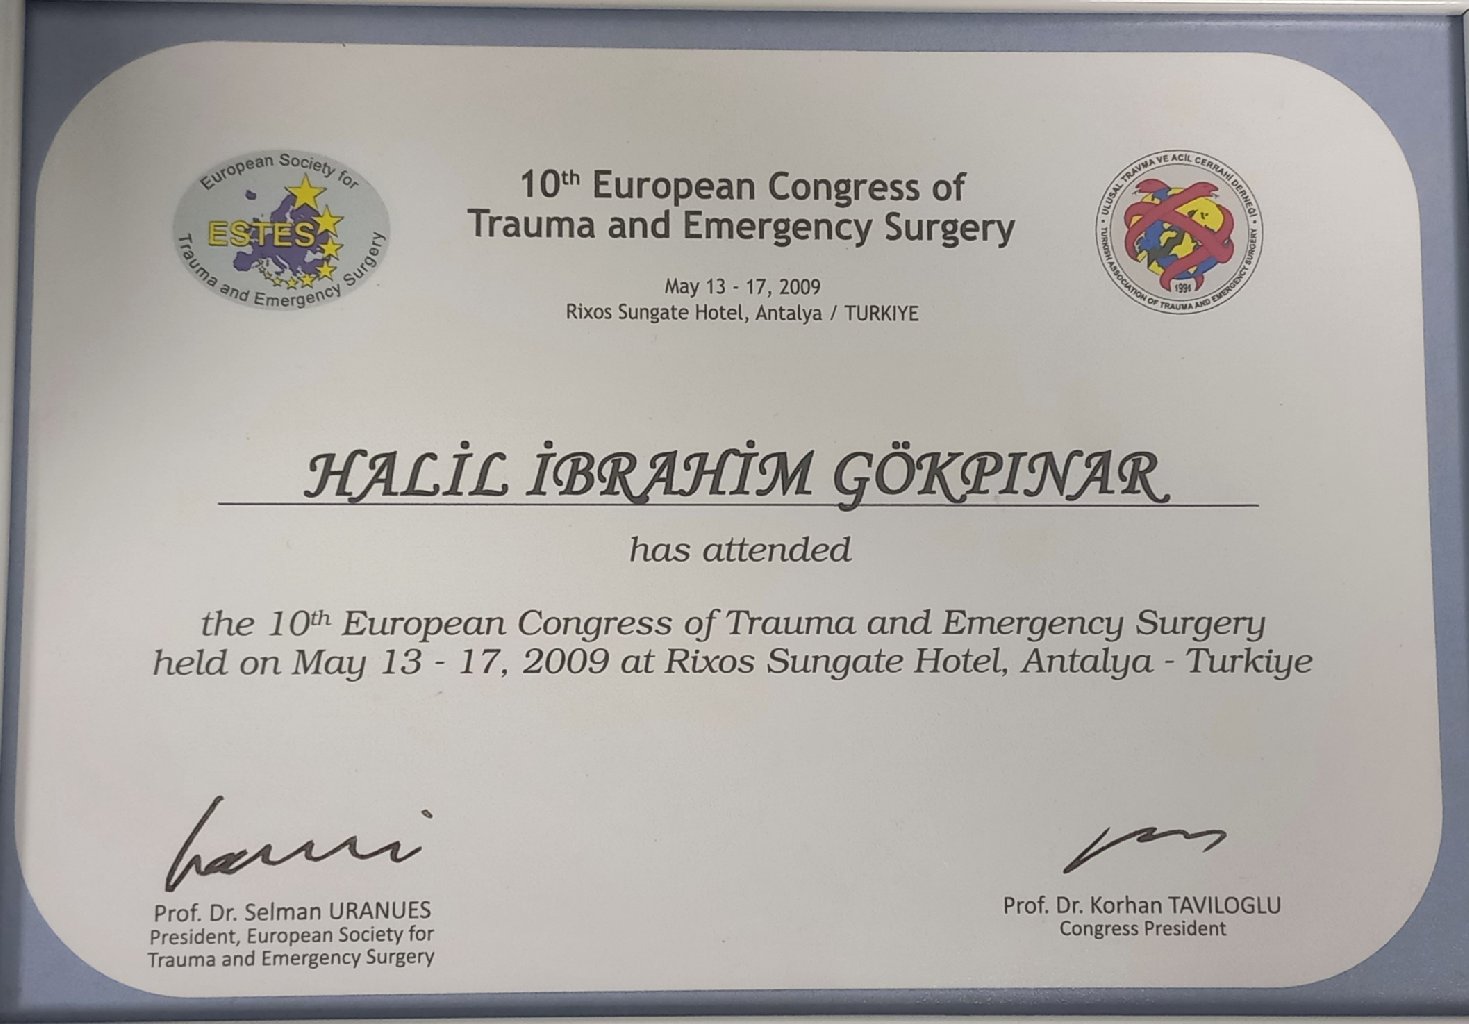 European Society for
ESTES
Trauma and Emergency Surgery
10th European Congress of
Trauma and Emergency Surgery
May 13 - 17, 2009
Rixos Sungate Hotel, Antalya / TURKIYE
• ULUSAL TRAVMA VE ACİL CERRAHİ DERNEĞİ •
TURKISH ASSOCIATION OF TRAUMA AND EMERGENCY SURGERY
1991
HALİL İBRAHİM GÖKPINAR
has attended
the 10th European Congress of Trauma and Emergency Surgery
held on May 13 - 17, 2009 at Rixos Sungate Hotel, Antalya - Turkiye
Prof. Dr. Selman URANUES
President, European Society for
Trauma and Emergency Surgery
Prof. Dr. Korhan TAVILOGLU
Congress President